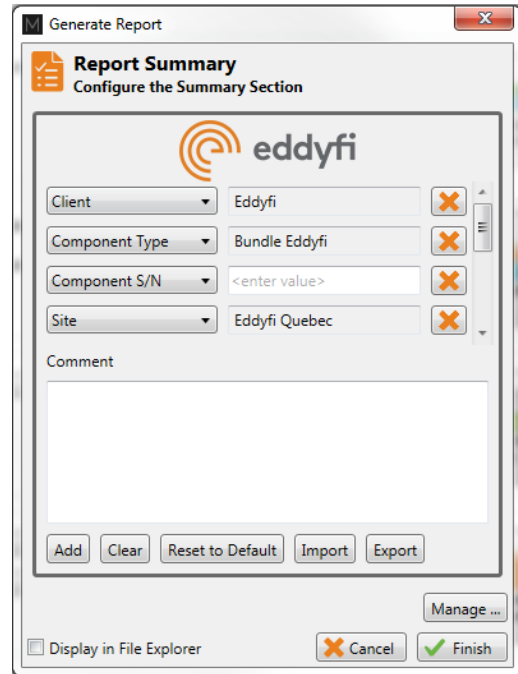 M Generate Report
Report Summary
Configure the Summary Section
eddyfi
Client Eddyfi
Component Type Bundle Eddyfi
Component S/N <enter value>
Site Eddyfi Quebec
Comment
Add Clear Reset to Default Import Export
Manage ...
Display in File Explorer Cancel Finish